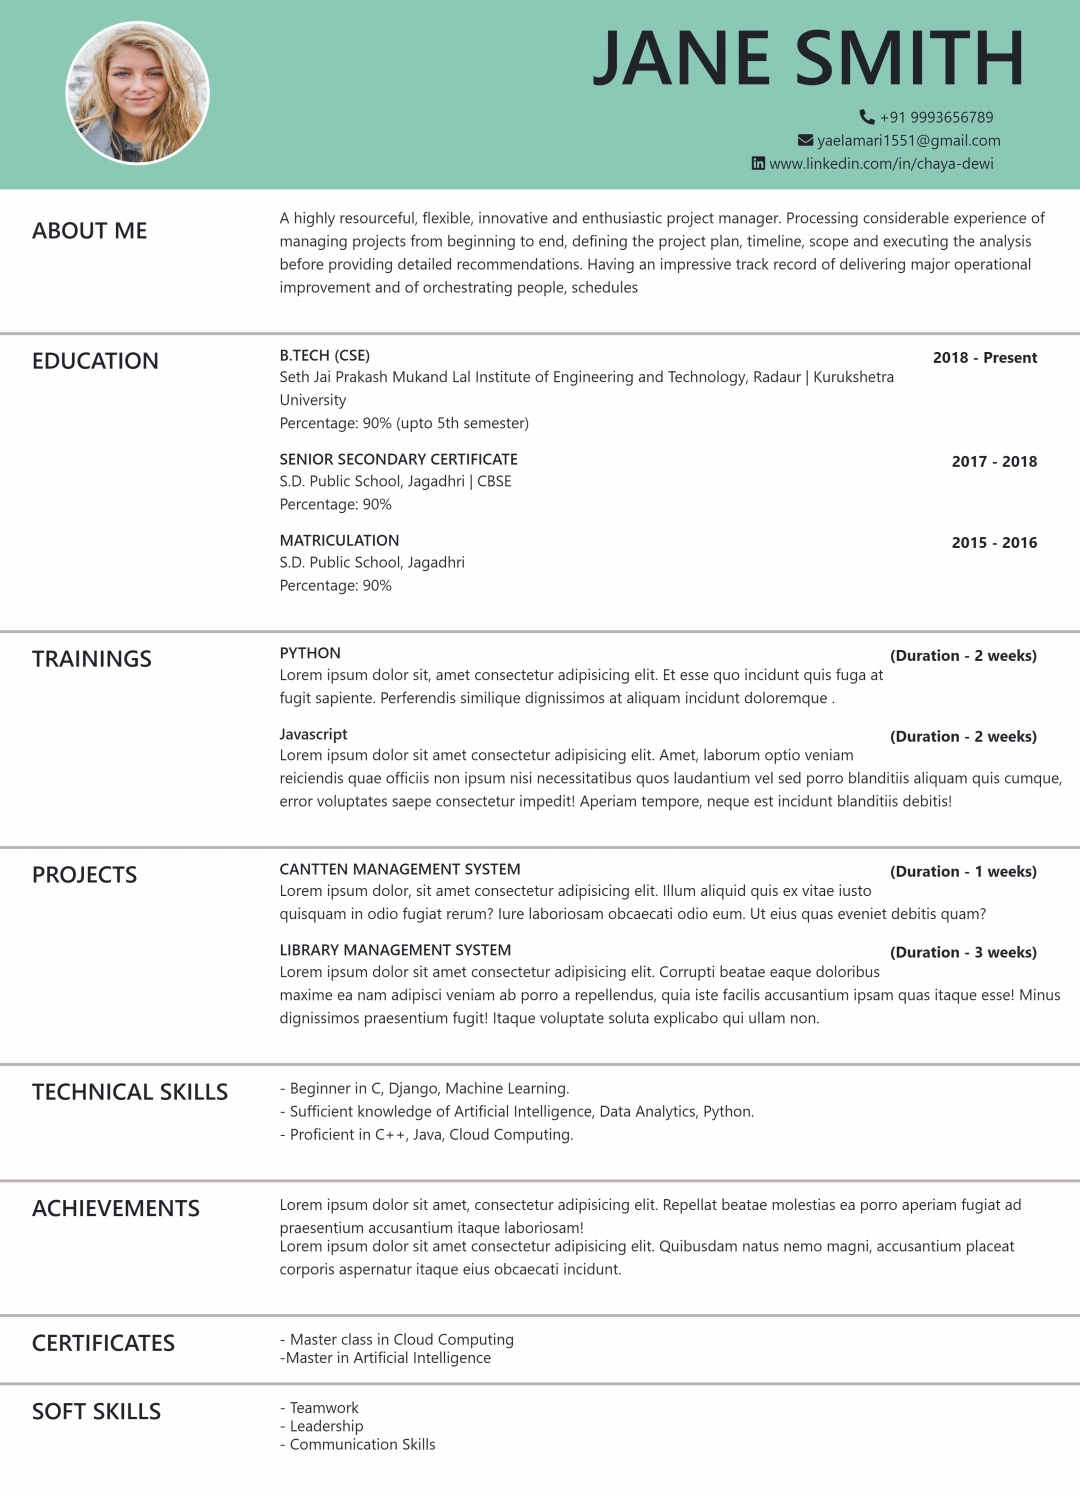 JANE SMITH
+91 9993656789
yaelamari1551@gmail.com
www.linkedin.com/in/chaya-dewi
ABOUT ME
A highly resourceful, flexible, innovative and enthusiastic project manager. Processing considerable experience of
managing projects from beginning to end, defining the project plan, timeline, scope and executing the analysis
before providing detailed recommendations. Having an impressive track record of delivering major operational
improvement and of orchestrating people, schedules
EDUCATION
B.TECH (CSE)
2018 - Present
Seth Jai Prakash Mukand Lal Institute of Engineering and Technology, Radaur | Kurukshetra
University
Percentage: 90% (upto 5th semester)
SENIOR SECONDARY CERTIFICATE
2017 - 2018
S.D. Public School, Jagadhri | CBSE
Percentage: 90%
MATRICULATION
2015 - 2016
S.D. Public School, Jagadhri
Percentage: 90%
TRAININGS
PYTHON
(Duration - 2 weeks)
Lorem ipsum dolor sit, amet consectetur adipisicing elit. Et esse quo incidunt quis fuga at
fugit sapiente. Perferendis similique dignissimos at aliquam incidunt doloremque .
Javascript
(Duration - 2 weeks)
Lorem ipsum dolor sit amet consectetur adipisicing elit. Amet, laborum optio veniam
reiciendis quae officiis non ipsum nisi necessitatibus quos laudantium vel sed porro blanditiis aliquam quis cumque,
error voluptates saepe consectetur impedit! Aperiam tempore, neque est incidunt blanditiis debitis!
PROJECTS
CANTTEN MANAGEMENT SYSTEM
(Duration - 1 weeks)
Lorem ipsum dolor, sit amet consectetur adipisicing elit. Illum aliquid quis ex vitae iusto
quisquam in odio fugiat rerum? Iure laboriosam obcaecati odio eum. Ut eius quas eveniet debitis quam?
LIBRARY MANAGEMENT SYSTEM
(Duration - 3 weeks)
Lorem ipsum dolor sit amet consectetur adipisicing elit. Corrupti beatae eaque doloribus
maxime ea nam adipisci veniam ab porro a repellendus, quia iste facilis accusantium ipsam quas itaque esse! Minus
dignissimos praesentium fugit! Itaque voluptate soluta explicabo qui ullam non.
TECHNICAL SKILLS
- Beginner in C, Django, Machine Learning.
- Sufficient knowledge of Artificial Intelligence, Data Analytics, Python.
- Proficient in C++, Java, Cloud Computing.
ACHIEVEMENTS
Lorem ipsum dolor sit amet, consectetur adipisicing elit. Repellat beatae molestias ea porro aperiam fugiat ad
praesentium accusantium itaque laboriosam!
Lorem ipsum dolor sit amet consectetur adipisicing elit. Quibusdam natus nemo magni, accusantium placeat
corporis aspernatur itaque eius obcaecati incidunt.
CERTIFICATES
- Master class in Cloud Computing
-Master in Artificial Intelligence
SOFT SKILLS
- Teamwork
- Leadership
- Communication Skills